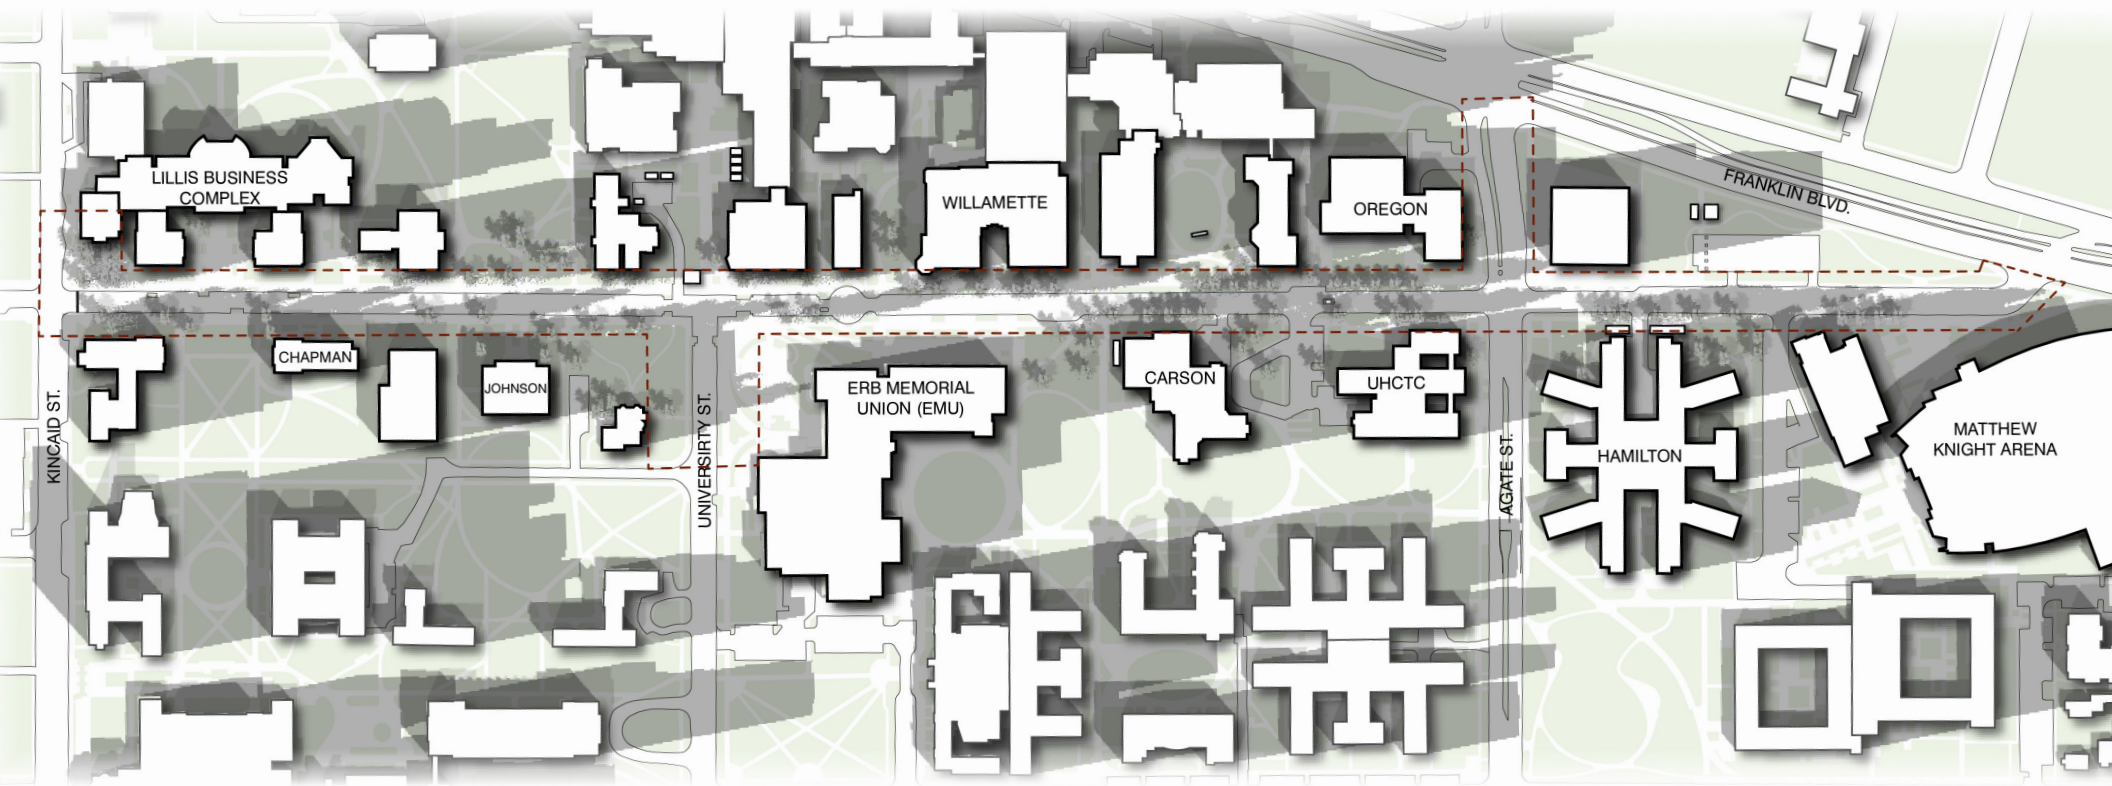 LILLIS BUSINESS
COMPLEX
WILLAMETTE
OREGON
FRANKLIN BLVD.
CHAPMAN
JOHNSON
ERB MEMORIAL
UNION (EMU)
CARSON
UHCTC
HAMILTON
MATTHEW
KNIGHT ARENA
KINCAID ST.
UNIVERSIRTY ST.
AGATE ST.